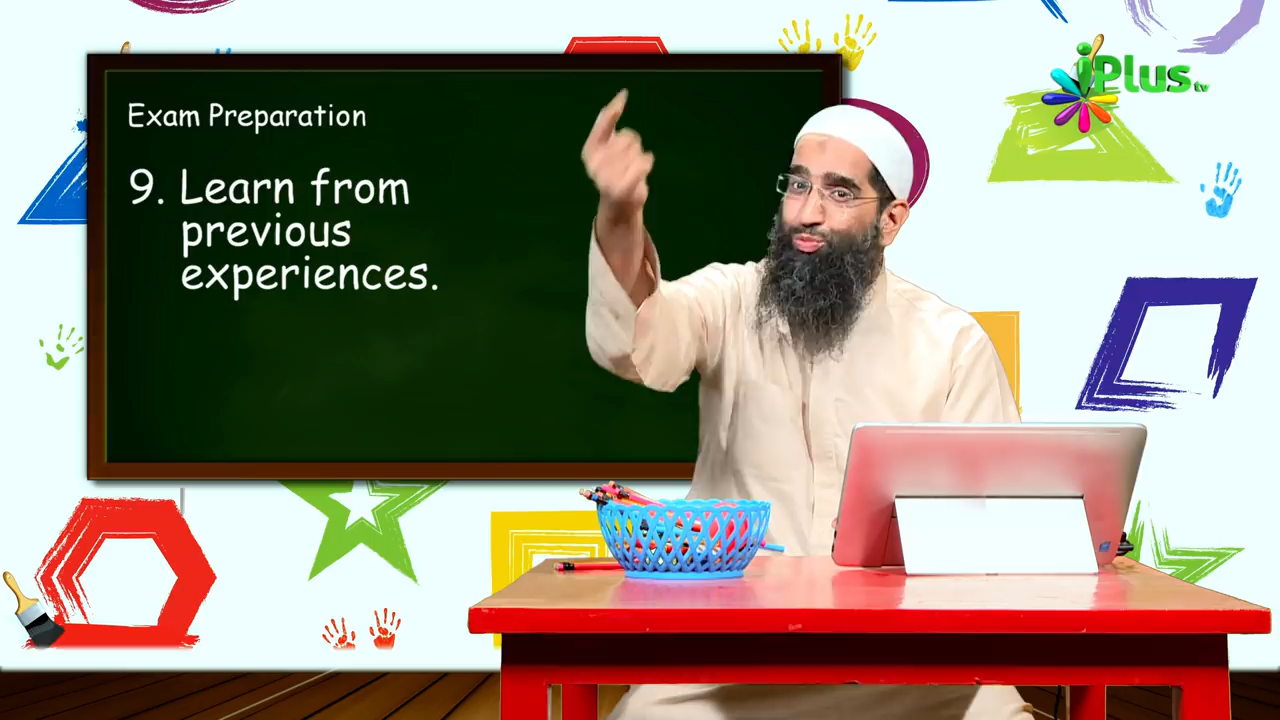 Exam Preparation
9. Learn from
previous
experiences.
iPlus tv